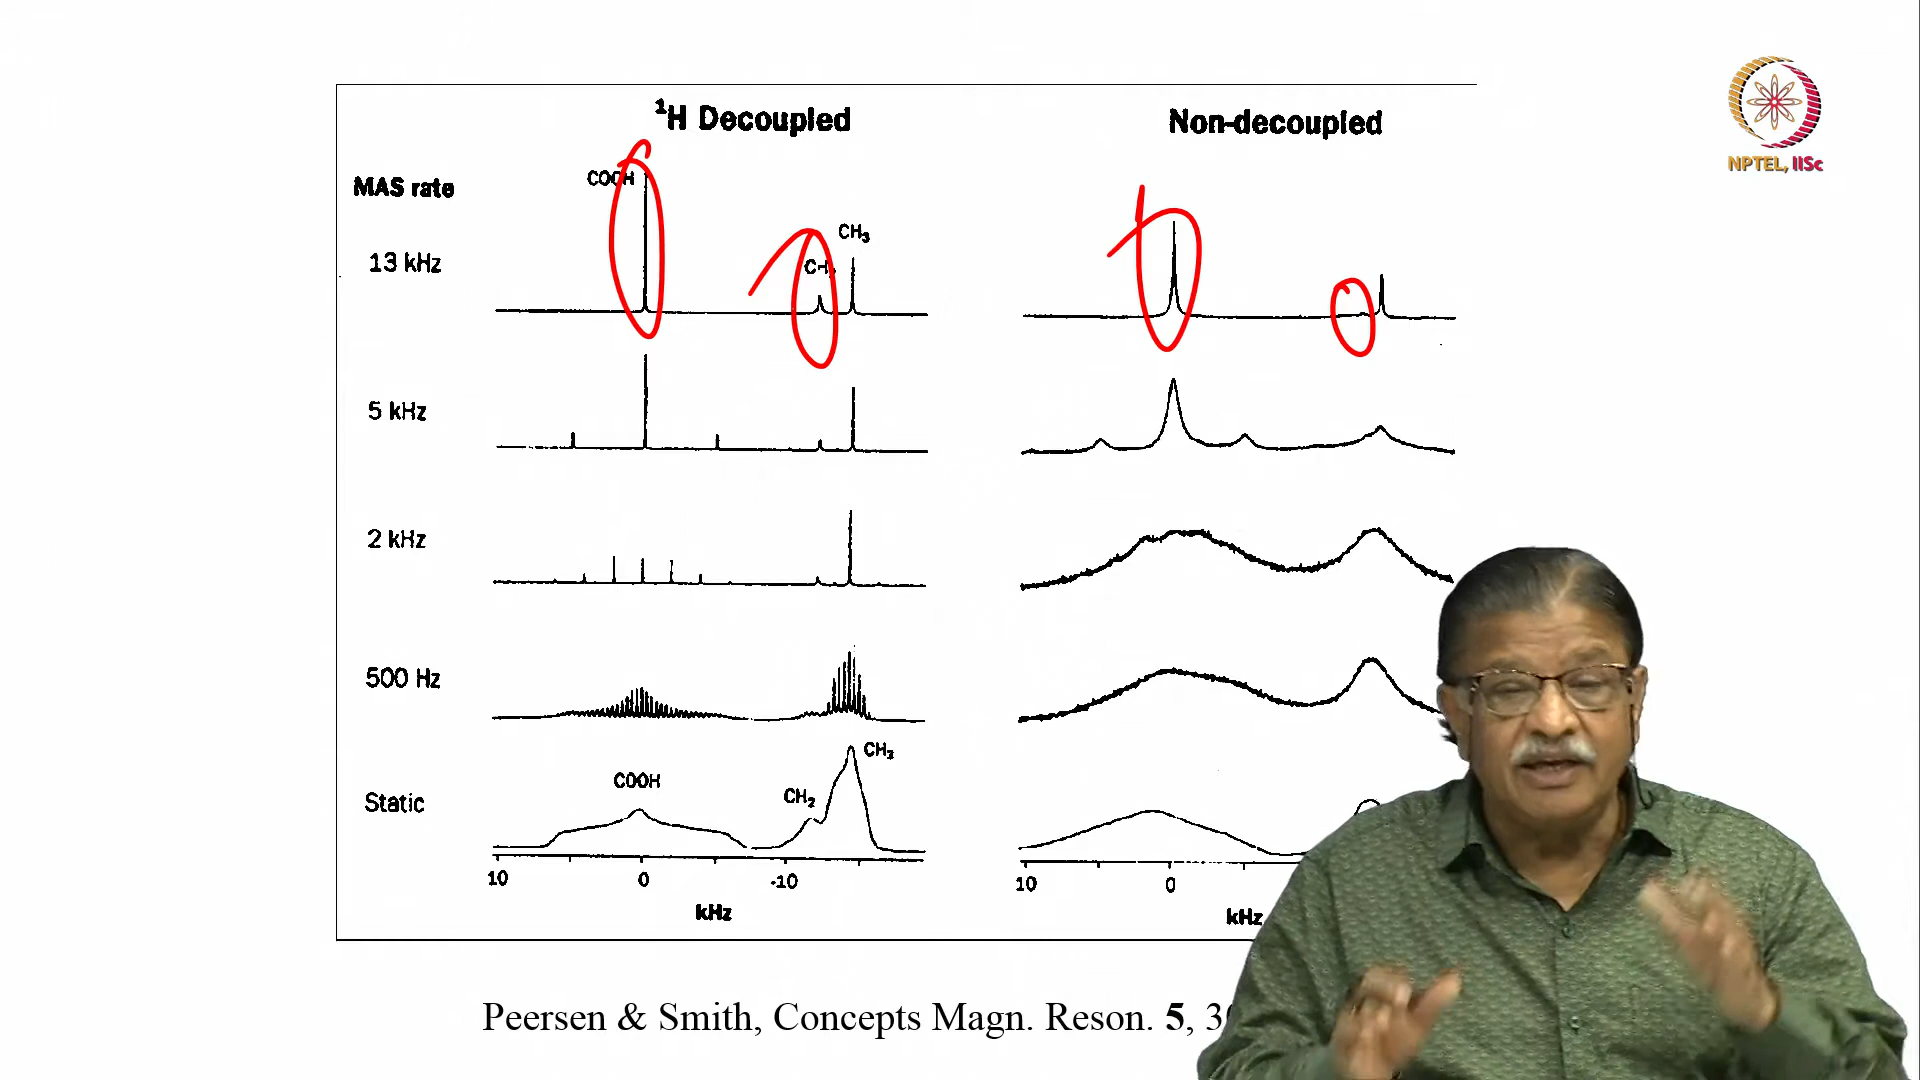 ¹H Decoupled
Non-decoupled
NPTEL, IISc
MAS rate
COOH
CH₃
13 kHz
5 kHz
2 kHz
500 Hz
CH₃
COOH
CH₂
Static
10 0 -10
10 0
kHz
kHz
Peersen & Smith, Concepts Magn. Reson. 5,